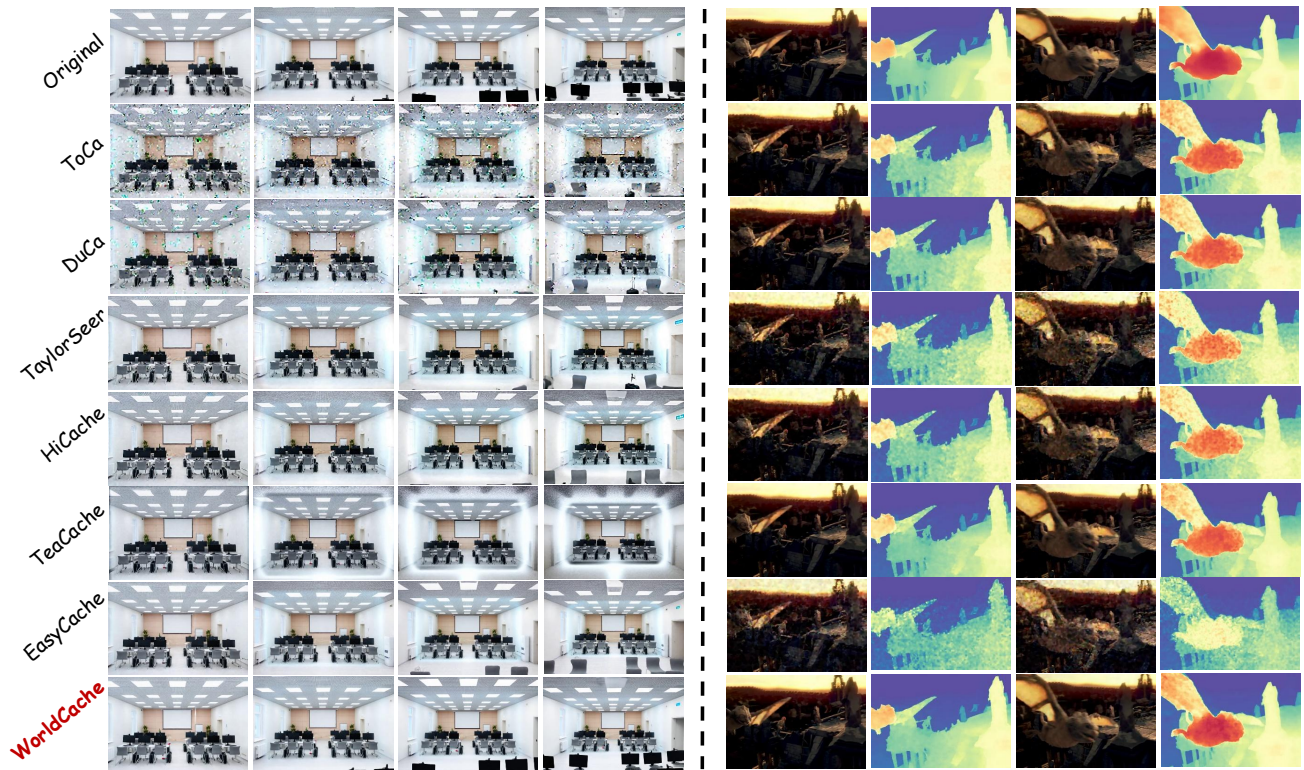 Original
ToCa
DuCa
TaylorSeer
HiCache
TeaCache
EasyCache
WorldCache